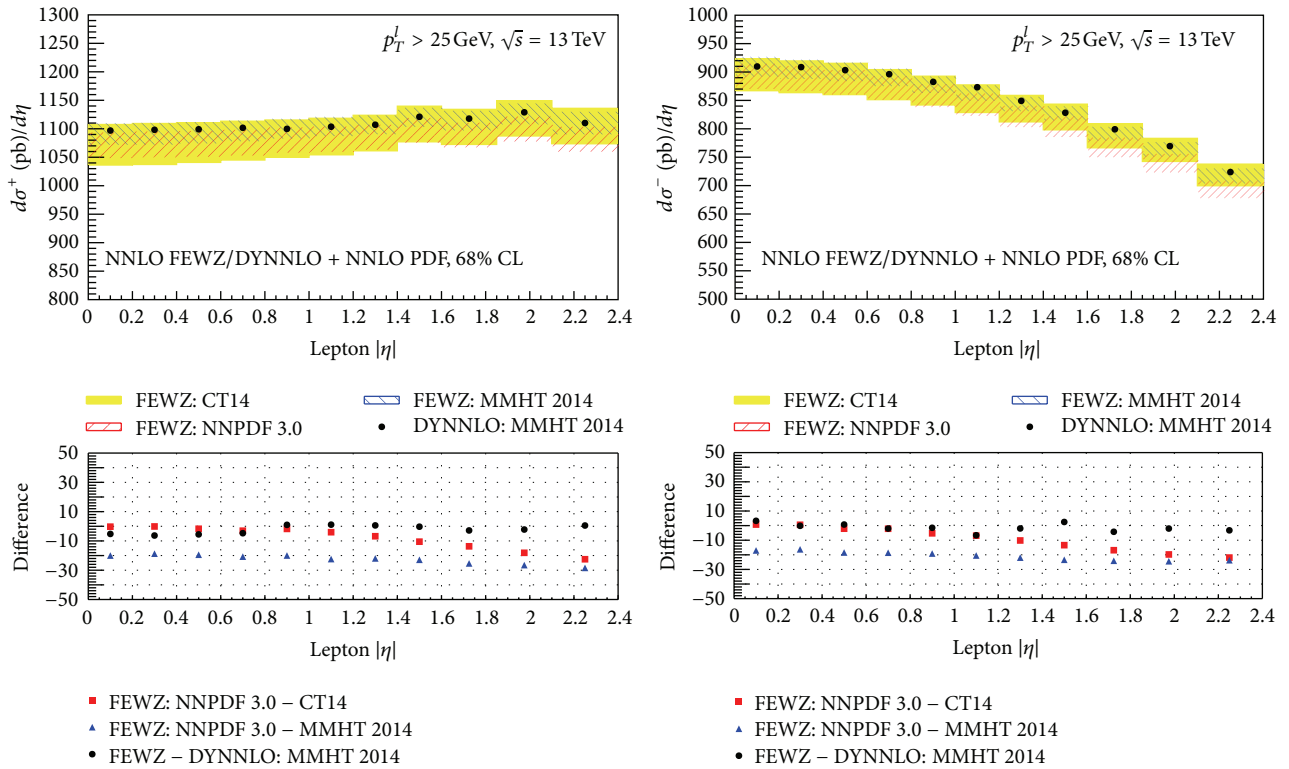 1300
1250
1200
1150
1100
1050
1000
950
900
850
800
dσ⁺ (pb)/dη
p_T^l > 25 GeV, √s = 13 TeV
NNLO FEWZ/DYNNLO + NNLO PDF, 68% CL
0 0.2 0.4 0.6 0.8 1 1.2 1.4 1.6 1.8 2 2.2 2.4
Lepton |η|
FEWZ: CT14
FEWZ: MMHT 2014
FEWZ: NNPDF 3.0
DYNNLO: MMHT 2014
50
30
10
−10
−30
−50
Difference
0 0.2 0.4 0.6 0.8 1 1.2 1.4 1.6 1.8 2 2.2 2.4
Lepton |η|
FEWZ: NNPDF 3.0 − CT14
FEWZ: NNPDF 3.0 − MMHT 2014
FEWZ − DYNNLO: MMHT 2014
1000
950
900
850
800
750
700
650
600
550
500
dσ⁻ (pb)/dη
p_T^l > 25 GeV, √s = 13 TeV
NNLO FEWZ/DYNNLO + NNLO PDF, 68% CL
0 0.2 0.4 0.6 0.8 1 1.2 1.4 1.6 1.8 2 2.2 2.4
Lepton |η|
FEWZ: CT14
FEWZ: MMHT 2014
FEWZ: NNPDF 3.0
DYNNLO: MMHT 2014
50
30
10
−10
−30
−50
Difference
0 0.2 0.4 0.6 0.8 1 1.2 1.4 1.6 1.8 2 2.2 2.4
Lepton |η|
FEWZ: NNPDF 3.0 − CT14
FEWZ: NNPDF 3.0 − MMHT 2014
FEWZ − DYNNLO: MMHT 2014